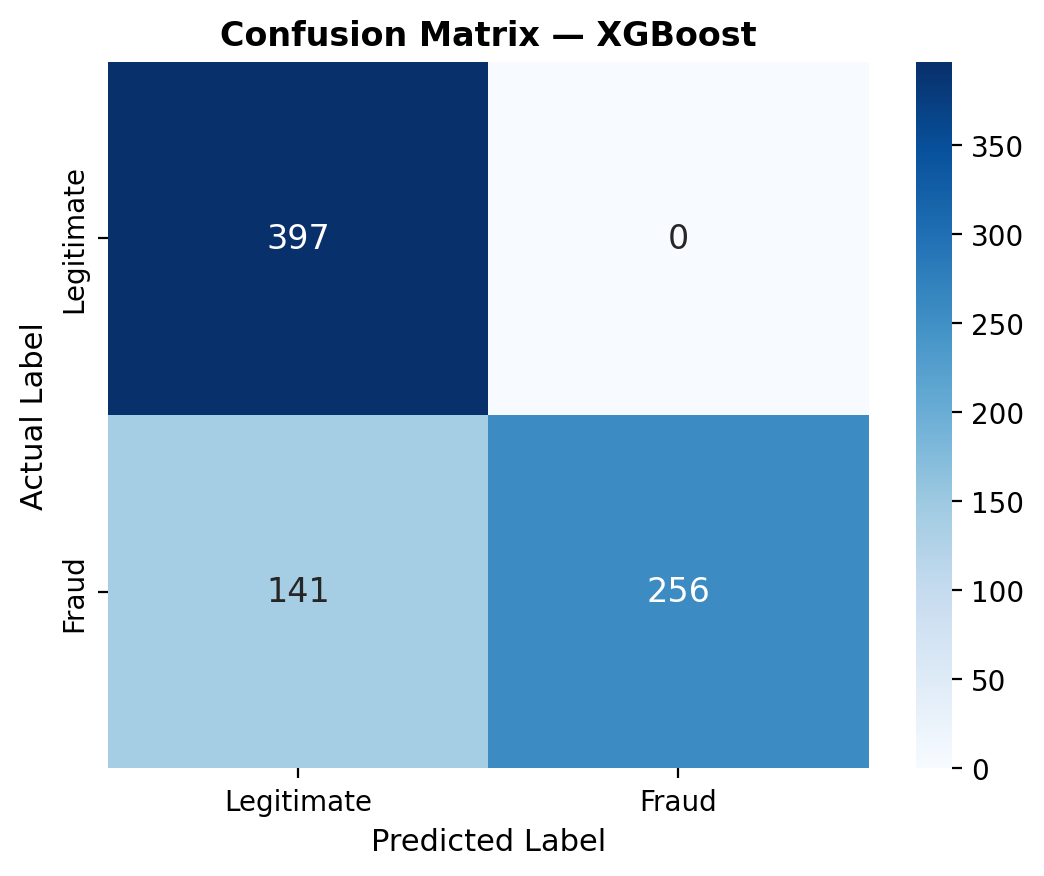 Confusion Matrix — XGBoost
Actual Label
Legitimate
Fraud
397
0
141
256
Legitimate
Fraud
Predicted Label
350
300
250
200
150
100
50
0